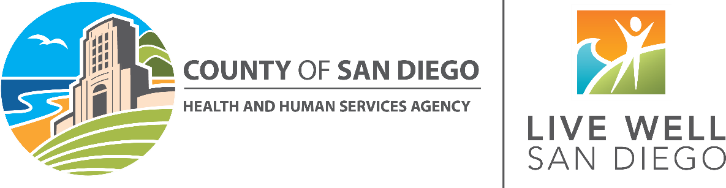 COUNTY OF SAN DIEGO
HEALTH AND HUMAN SERVICES AGENCY
LIVE WELL
SAN DIEGO